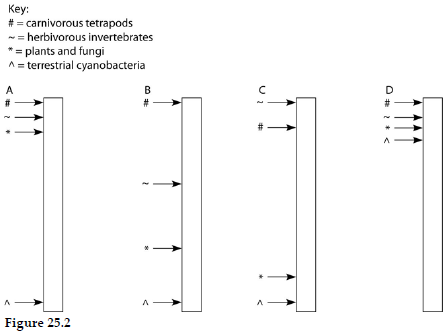 Key:
# = carnivorous tetrapods
~ = herbivorous invertebrates
* = plants and fungi
^ = terrestrial cyanobacteria
A B C D
# # ~ #
~ # ~
* *
^
~
*
*
^ ^ ^
Figure 25.2